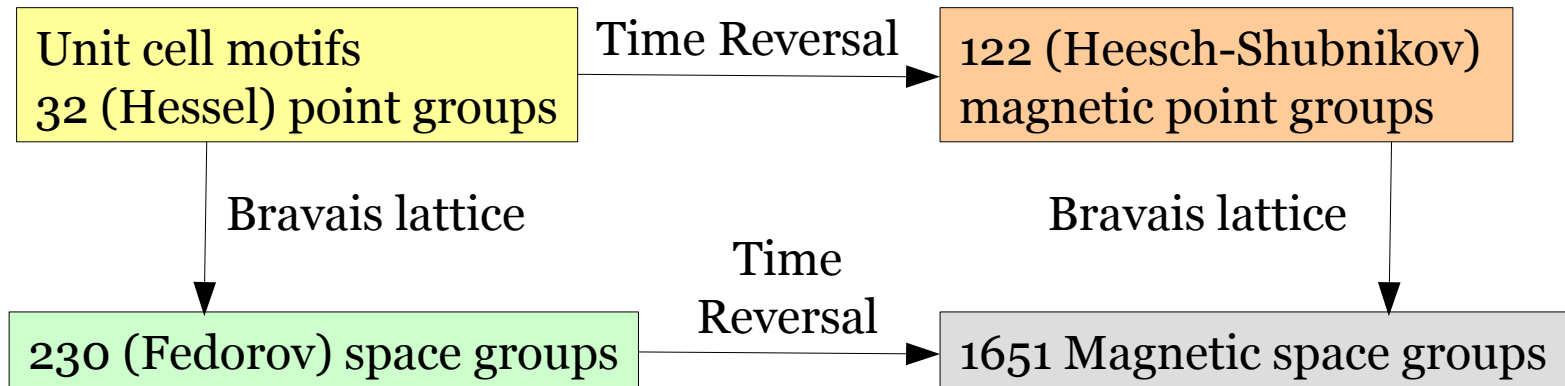 Unit cell motifs
32 (Hessel) point groups
Time Reversal
122 (Heesch-Shubnikov)
magnetic point groups
Bravais lattice
Bravais lattice
Time
Reversal
230 (Fedorov) space groups
1651 Magnetic space groups